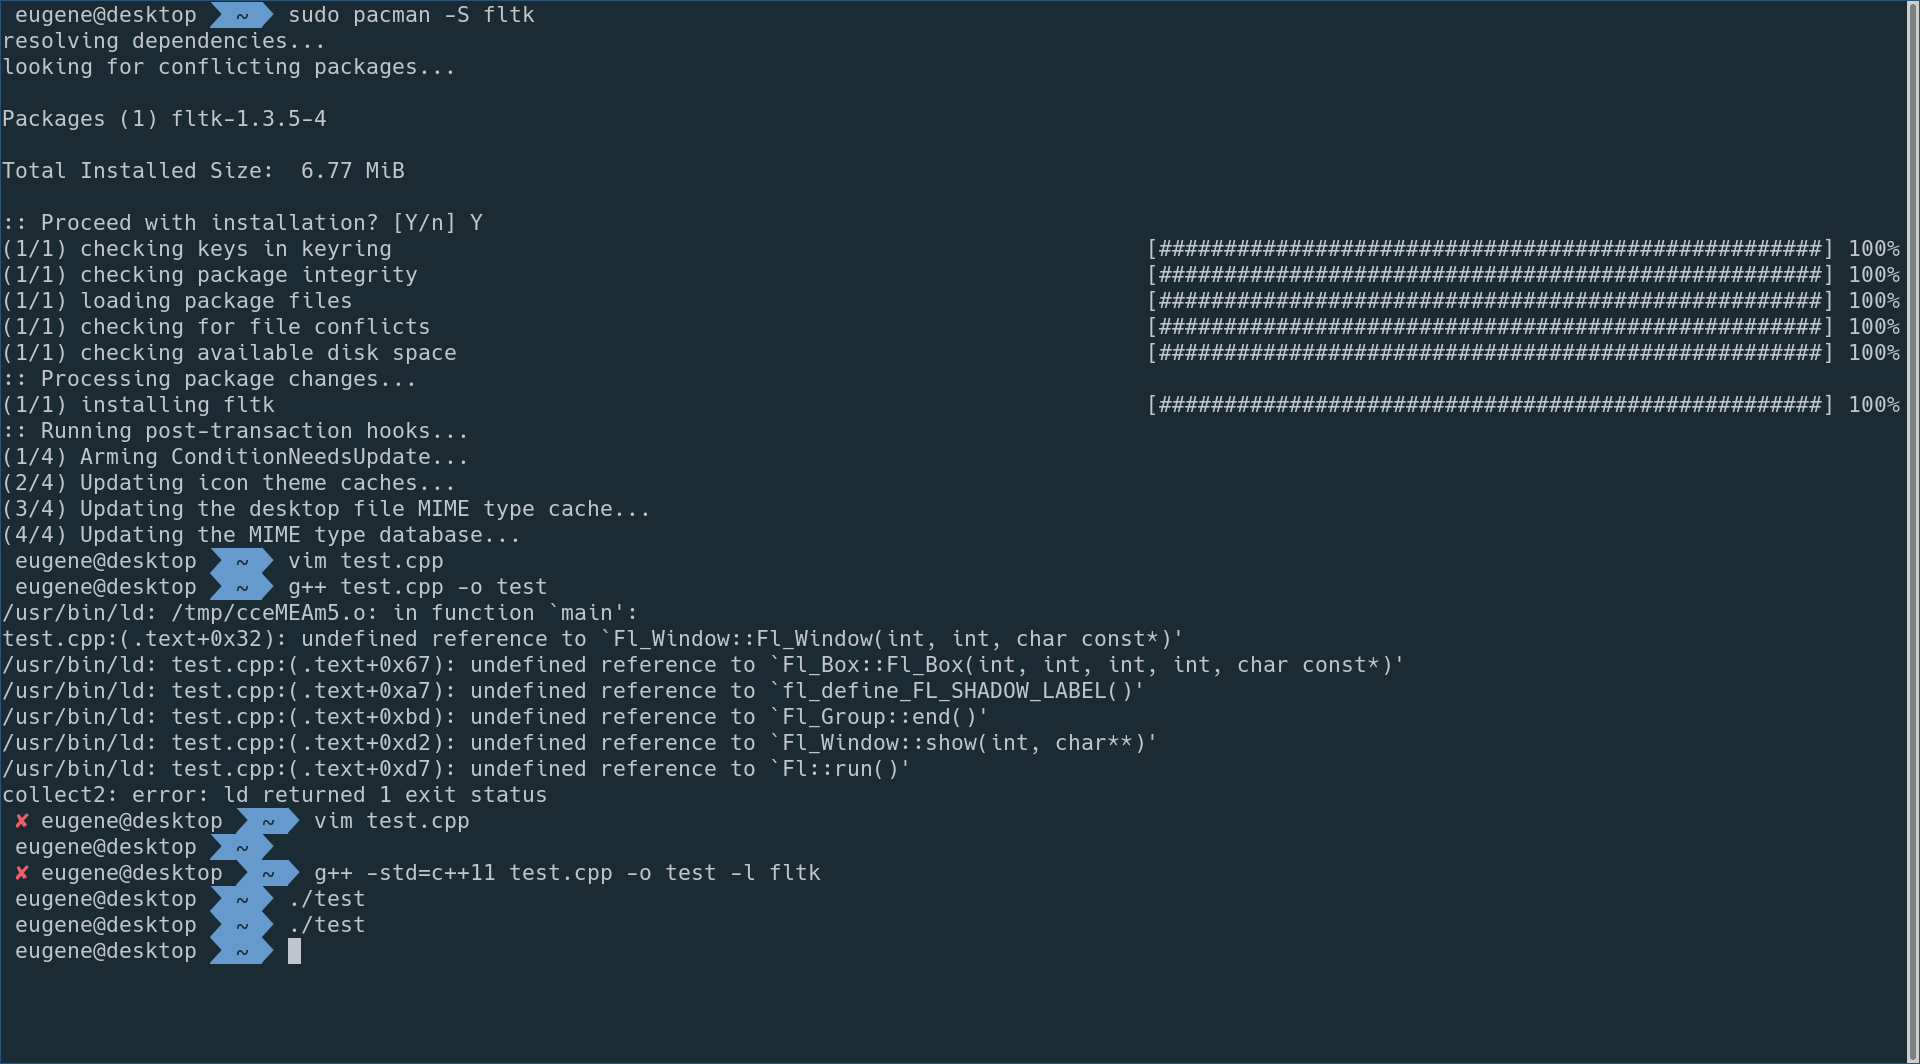 eugene@desktop ~ sudo pacman -S fltk
resolving dependencies...
looking for conflicting packages...
Packages (1) fltk-1.3.5-4
Total Installed Size:  6.77 MiB
:: Proceed with installation? [Y/n] Y
(1/1) checking keys in keyring [###################################################] 100%
(1/1) checking package integrity [###################################################] 100%
(1/1) loading package files [###################################################] 100%
(1/1) checking for file conflicts [###################################################] 100%
(1/1) checking available disk space [###################################################] 100%
:: Processing package changes...
(1/1) installing fltk [###################################################] 100%
:: Running post-transaction hooks...
(1/4) Arming ConditionNeedsUpdate...
(2/4) Updating icon theme caches...
(3/4) Updating the desktop file MIME type cache...
(4/4) Updating the MIME type database...
eugene@desktop ~ vim test.cpp
eugene@desktop ~ g++ test.cpp -o test
/usr/bin/ld: /tmp/cceMEAm5.o: in function `main':
test.cpp:(.text+0x32): undefined reference to `Fl_Window::Fl_Window(int, int, char const*)'
/usr/bin/ld: test.cpp:(.text+0x67): undefined reference to `Fl_Box::Fl_Box(int, int, int, int, char const*)'
/usr/bin/ld: test.cpp:(.text+0xa7): undefined reference to `fl_define_FL_SHADOW_LABEL()'
/usr/bin/ld: test.cpp:(.text+0xbd): undefined reference to `Fl_Group::end()'
/usr/bin/ld: test.cpp:(.text+0xd2): undefined reference to `Fl_Window::show(int, char**)'
/usr/bin/ld: test.cpp:(.text+0xd7): undefined reference to `Fl::run()'
collect2: error: ld returned 1 exit status
✘ eugene@desktop ~ vim test.cpp
eugene@desktop ~
✘ eugene@desktop ~ g++ -std=c++11 test.cpp -o test -l fltk
eugene@desktop ~ ./test
eugene@desktop ~ ./test
eugene@desktop ~